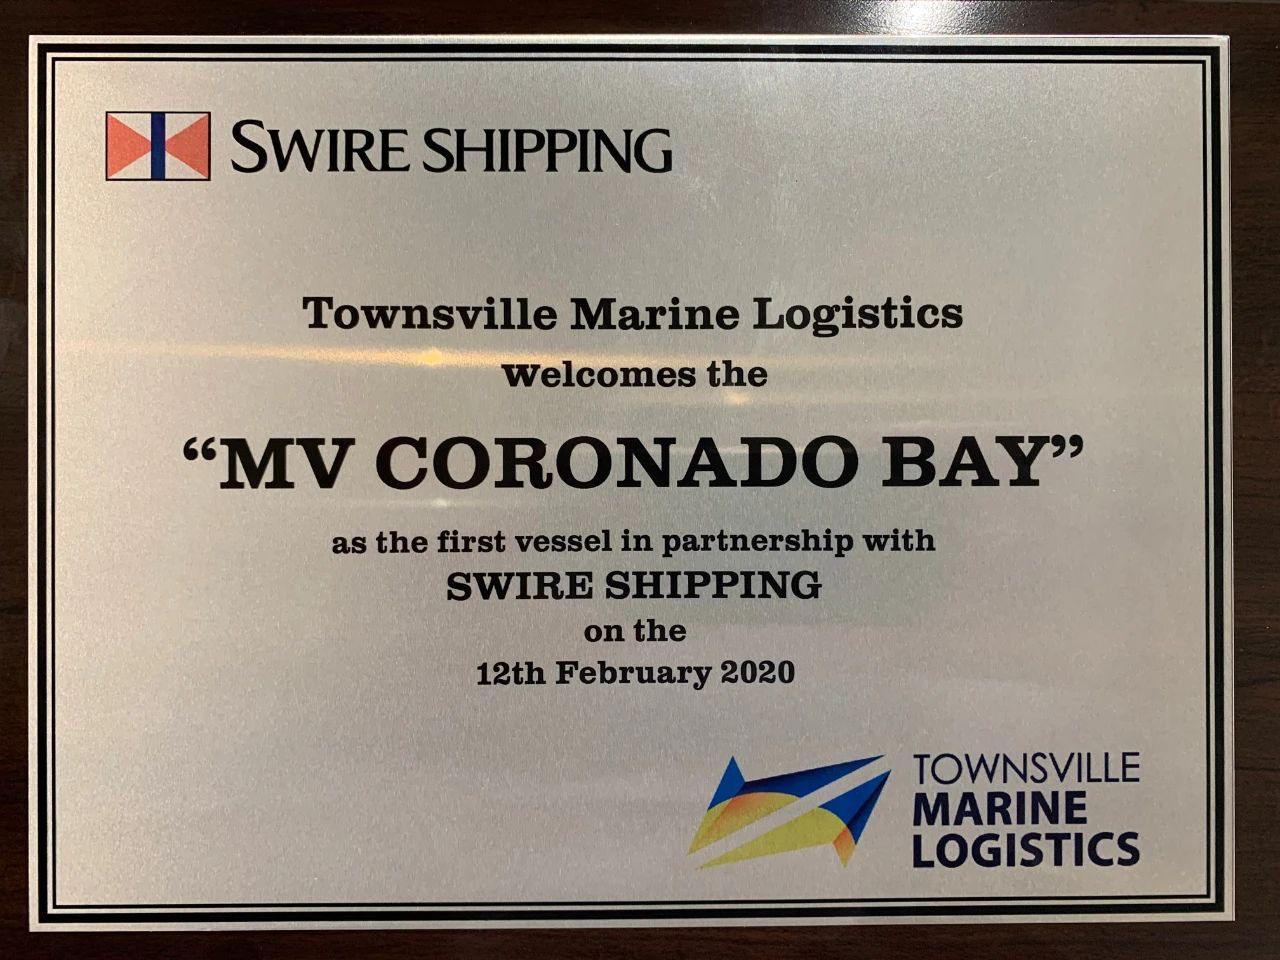 SWIRE SHIPPING
Townsville Marine Logistics
welcomes the
“MV CORONADO BAY”
as the first vessel in partnership with
SWIRE SHIPPING
on the
12th February 2020
TOWNSVILLE
MARINE
LOGISTICS